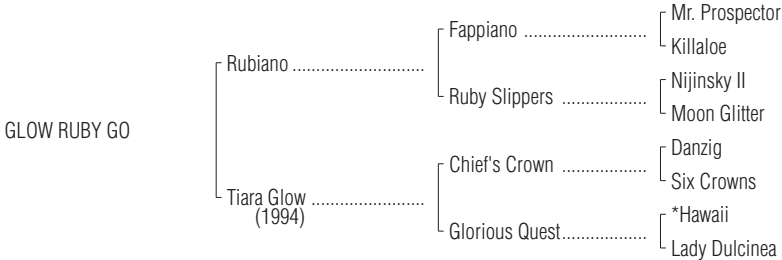 Mr. Prospector
Fappiano ............................
Killaloe
Rubiano ..............................
Nijinsky II
Ruby Slippers ...................
Moon Glitter
GLOW RUBY GO
Danzig
Chief's Crown ...................
Six Crowns
Tiara Glow .........................
(1994)
*Hawaii
Glorious Quest...................
Lady Dulcinea